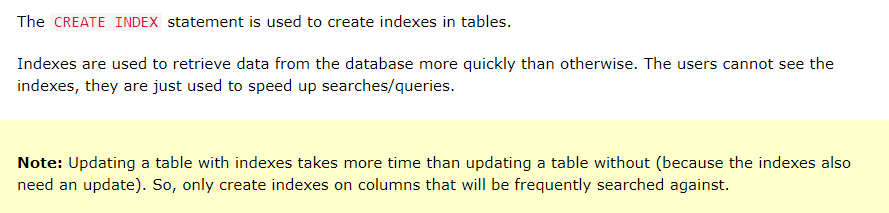 The CREATE INDEX statement is used to create indexes in tables.
Indexes are used to retrieve data from the database more quickly than otherwise. The users cannot see the
indexes, they are just used to speed up searches/queries.
Note: Updating a table with indexes takes more time than updating a table without (because the indexes also
need an update). So, only create indexes on columns that will be frequently searched against.